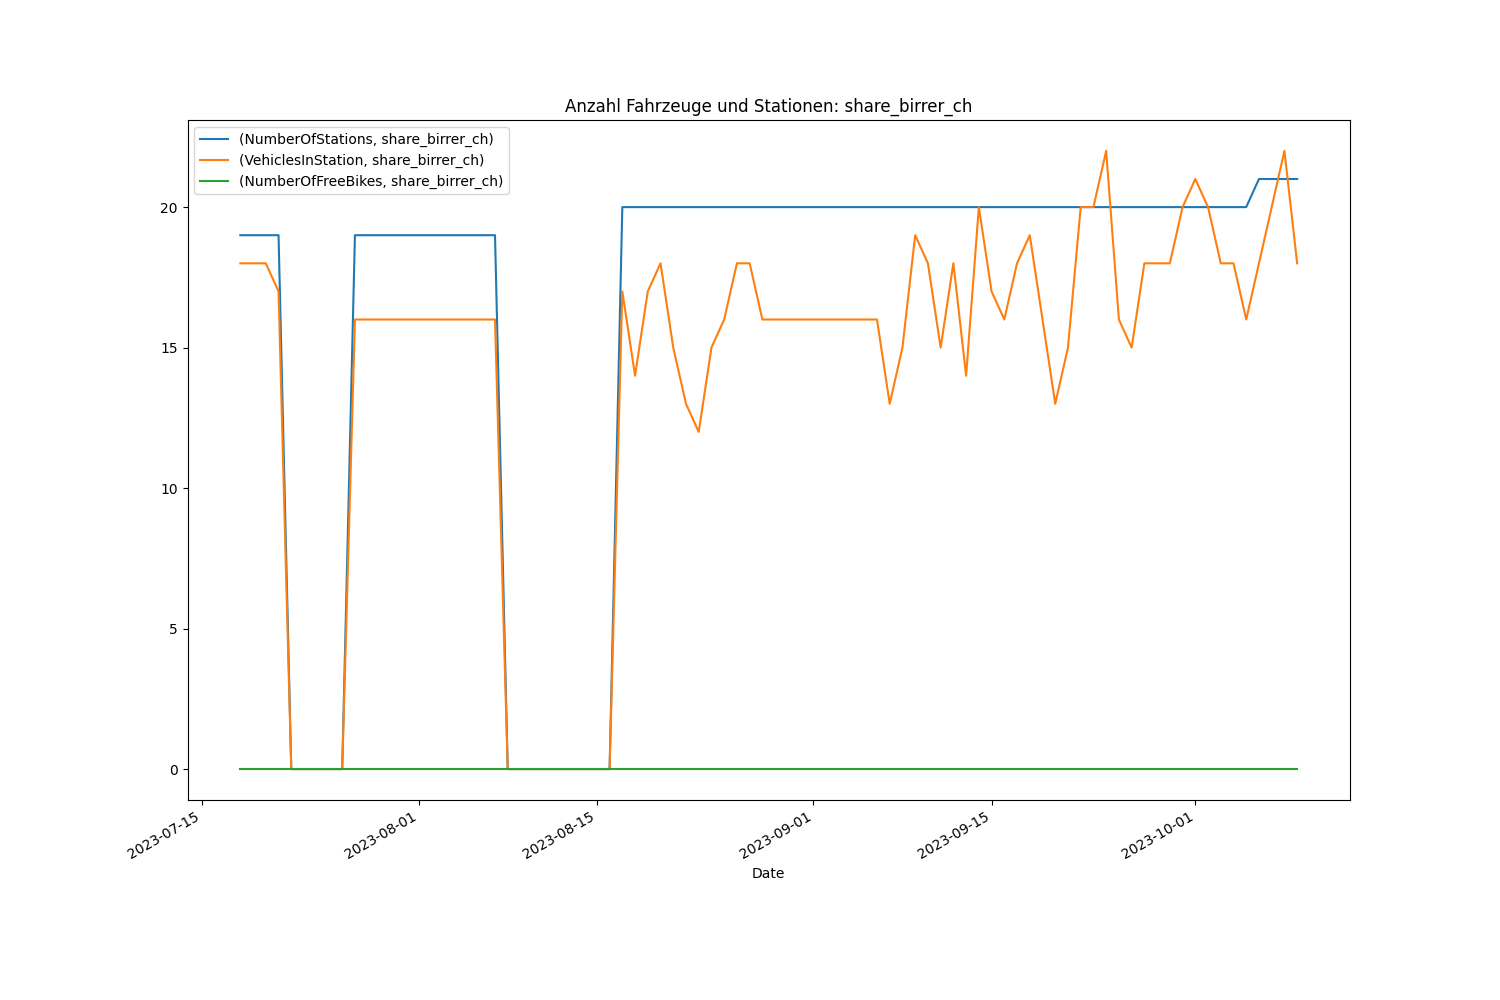 Anzahl Fahrzeuge und Stationen: share_birrer_ch
(NumberOfStations, share_birrer_ch)
(VehiclesInStation, share_birrer_ch)
(NumberOfFreeBikes, share_birrer_ch)
20
15
10
5
0
2023-07-15
2023-08-01
2023-08-15
2023-09-01
2023-09-15
2023-10-01
Date